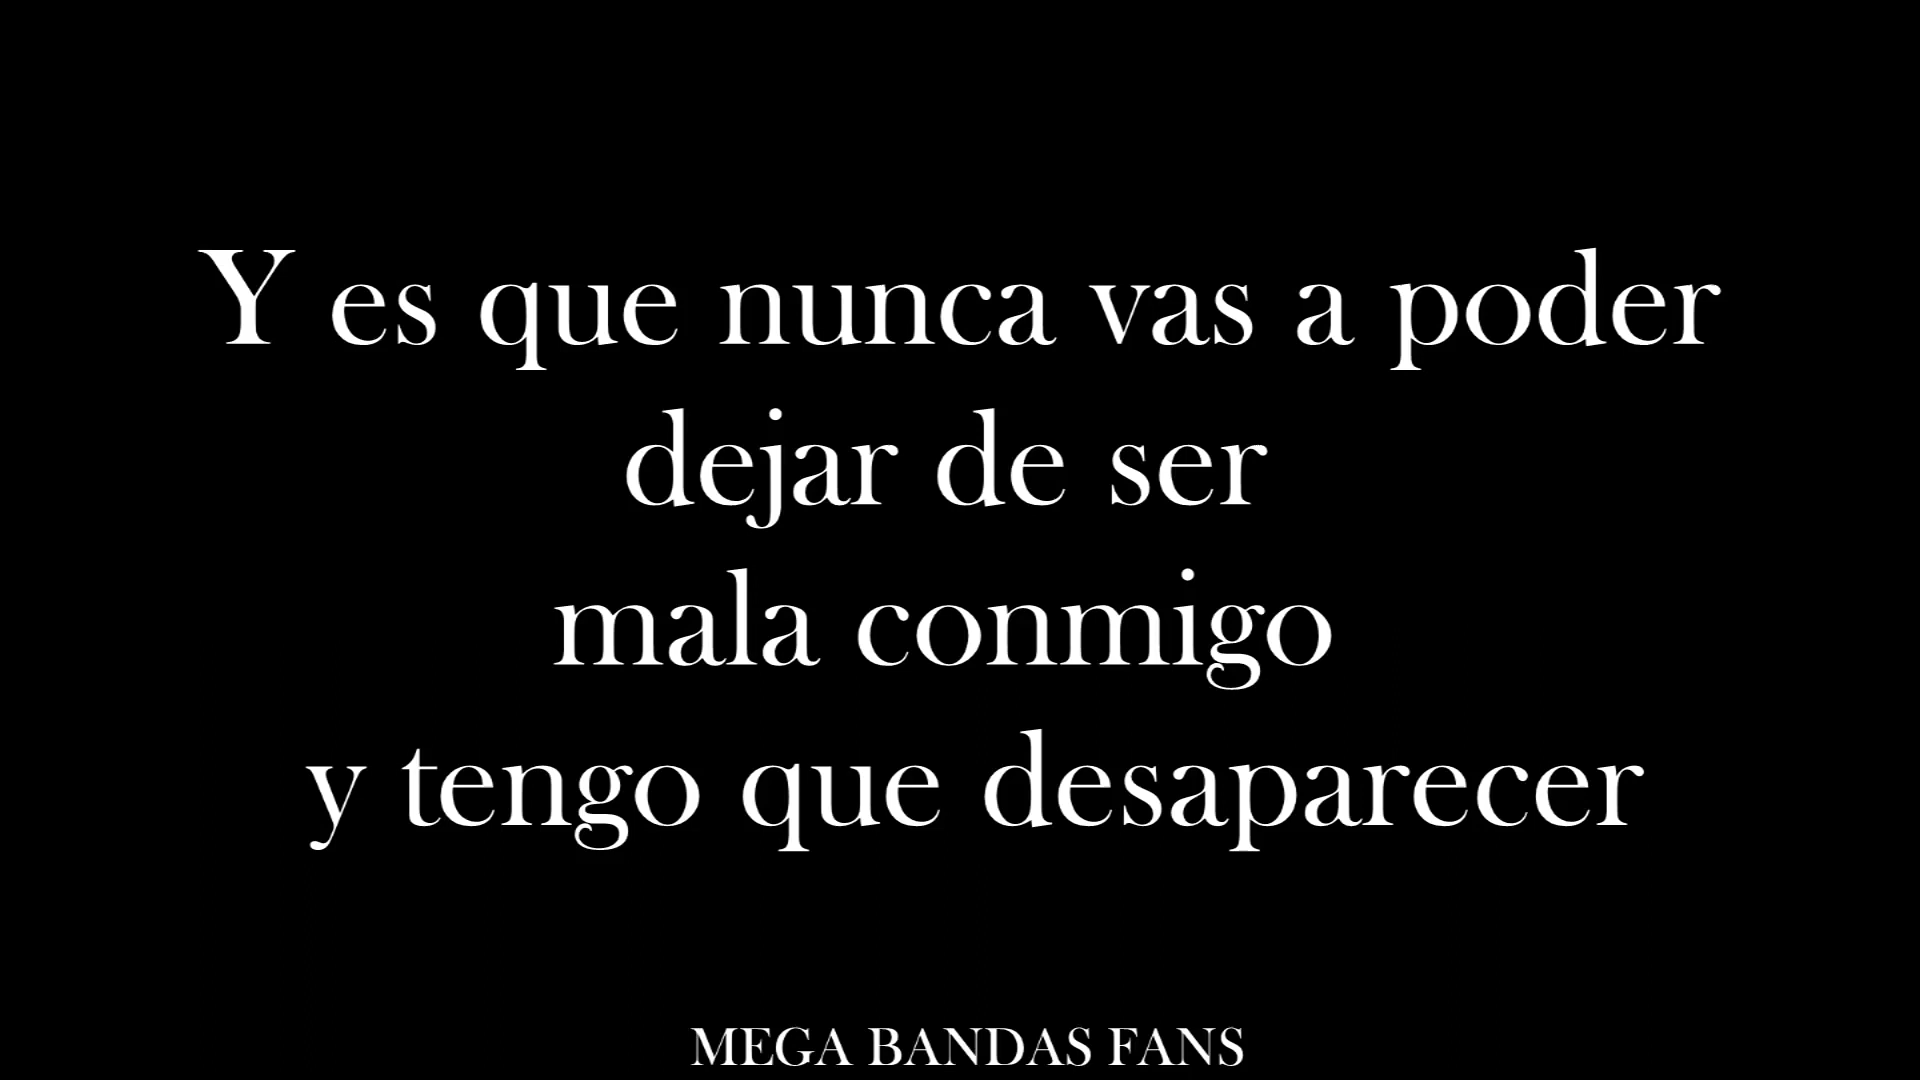 Y es que nunca vas a poder
dejar de ser
mala conmigo
y tengo que desaparecer
MEGA BANDAS FANS